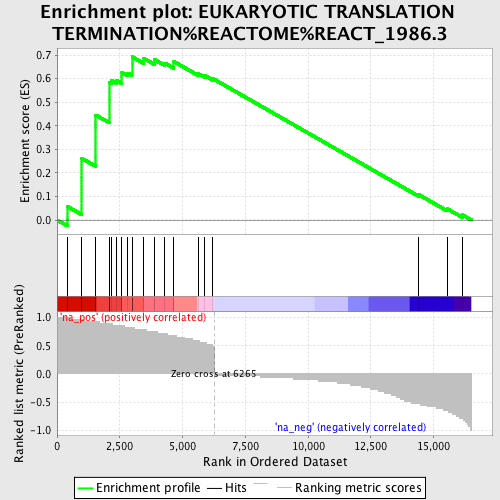 Enrichment plot: EUKARYOTIC TRANSLATION
TERMINATION%REACTOME%REACT_1986.3
Enrichment score (ES)
0.7
0.6
0.5
0.4
0.3
0.2
0.1
0.0
'na_pos' (positively correlated)
Ranked list metric (PreRanked)
1.0
0.5
0.0
-0.5
-1.0
Zero cross at 6265
'na_neg' (negatively correlated)
0
2,500
5,000
7,500
10,000
12,500
15,000
Rank in Ordered Dataset
Enrichment profile
Hits
Ranking metric scores